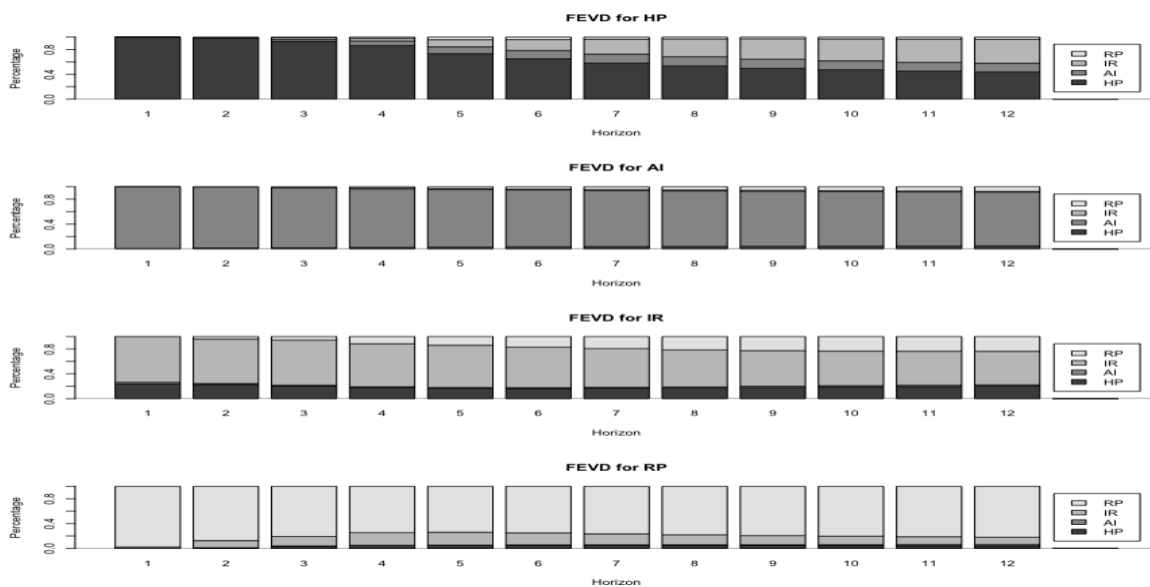 FEVD for HP
Percentage
0.8
0.4
0.0
1 2 3 4 5 6 7 8 9 10 11 12
Horizon
RP
IR
AI
HP
FEVD for AI
Percentage
0.8
0.4
0.0
1 2 3 4 5 6 7 8 9 10 11 12
Horizon
RP
IR
AI
HP
FEVD for IR
Percentage
0.8
0.4
0.0
1 2 3 4 5 6 7 8 9 10 11 12
Horizon
RP
IR
AI
HP
FEVD for RP
Percentage
0.8
0.4
0.0
1 2 3 4 5 6 7 8 9 10 11 12
Horizon
RP
IR
AI
HP